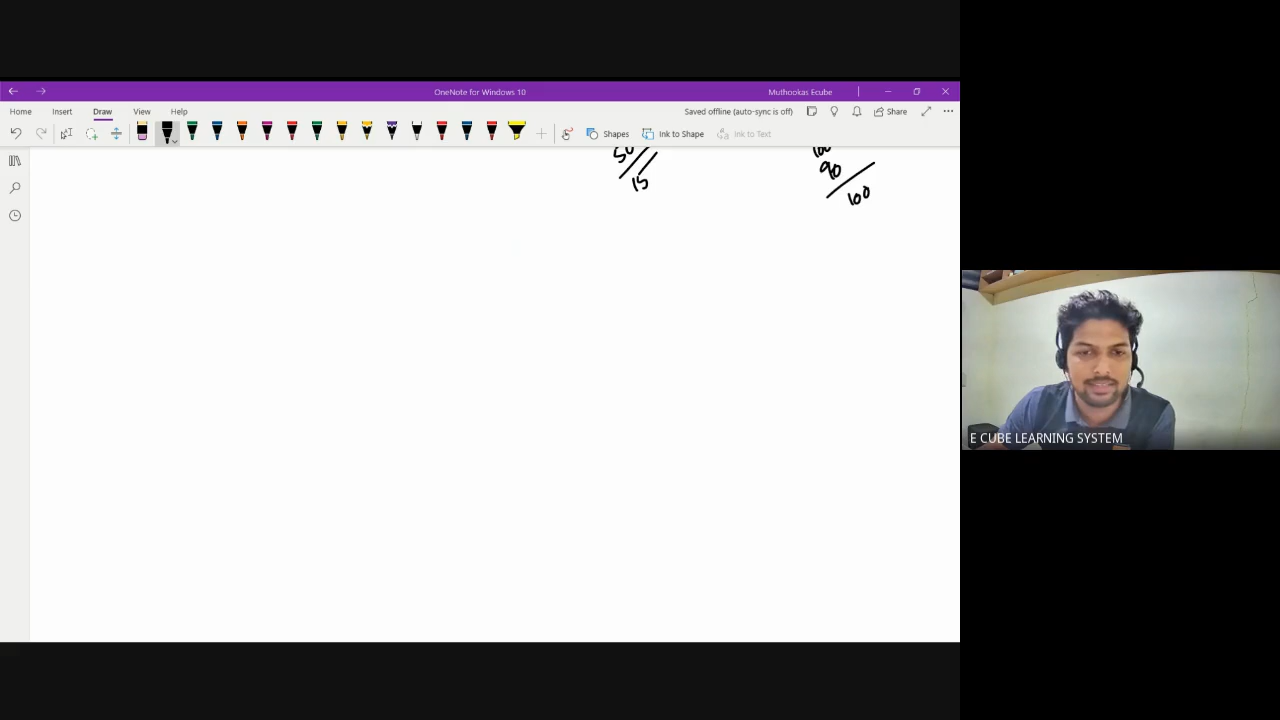 OneNote for Windows 10
Muthookas Ecube
Home Insert Draw View Help
Saved offline (auto-sync is off)
Share
Shapes
Ink to Shape
Ink to Text
50
15
100
90
100
E CUBE LEARNING SYSTEM